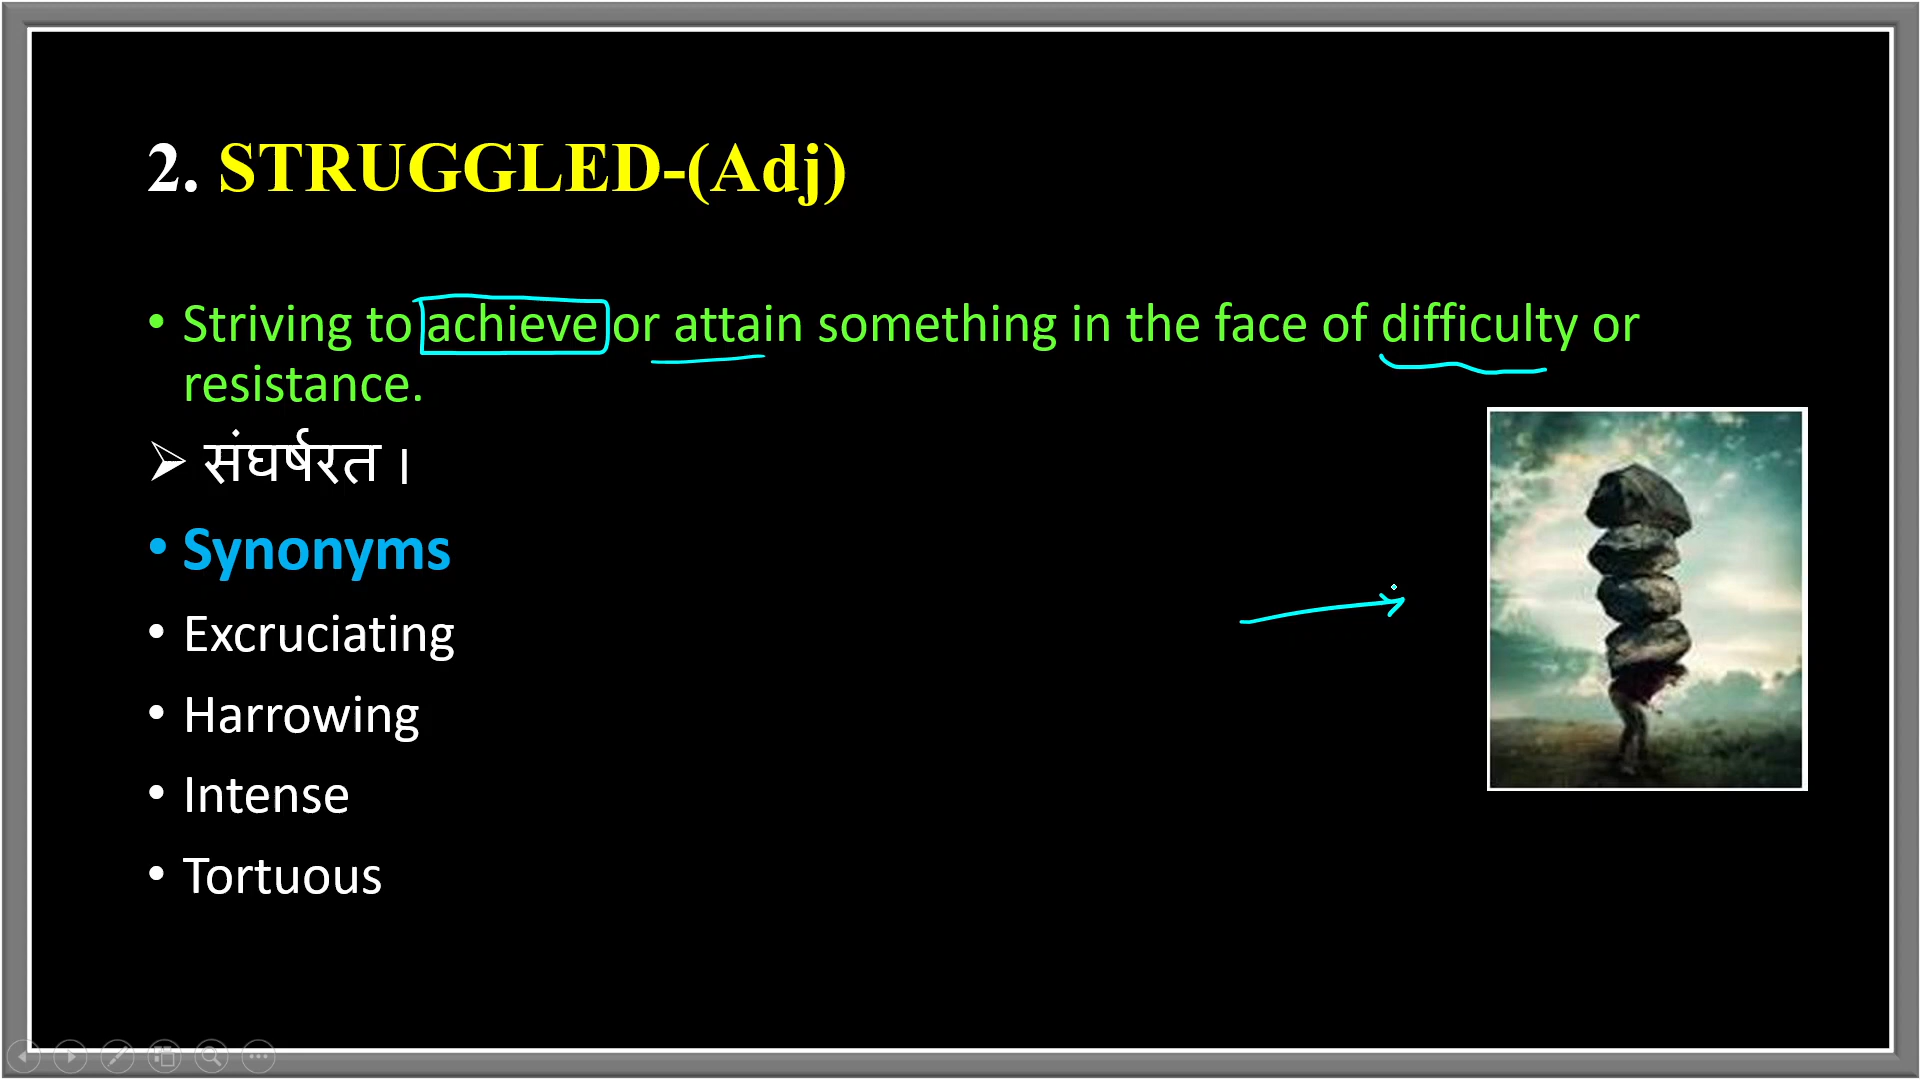 2. STRUGGLED-(Adj)
• Striving to achieve or attain something in the face of difficulty or
resistance.
➢ संघर्षरत ।
• Synonyms
• Excruciating
• Harrowing
• Intense
• Tortuous